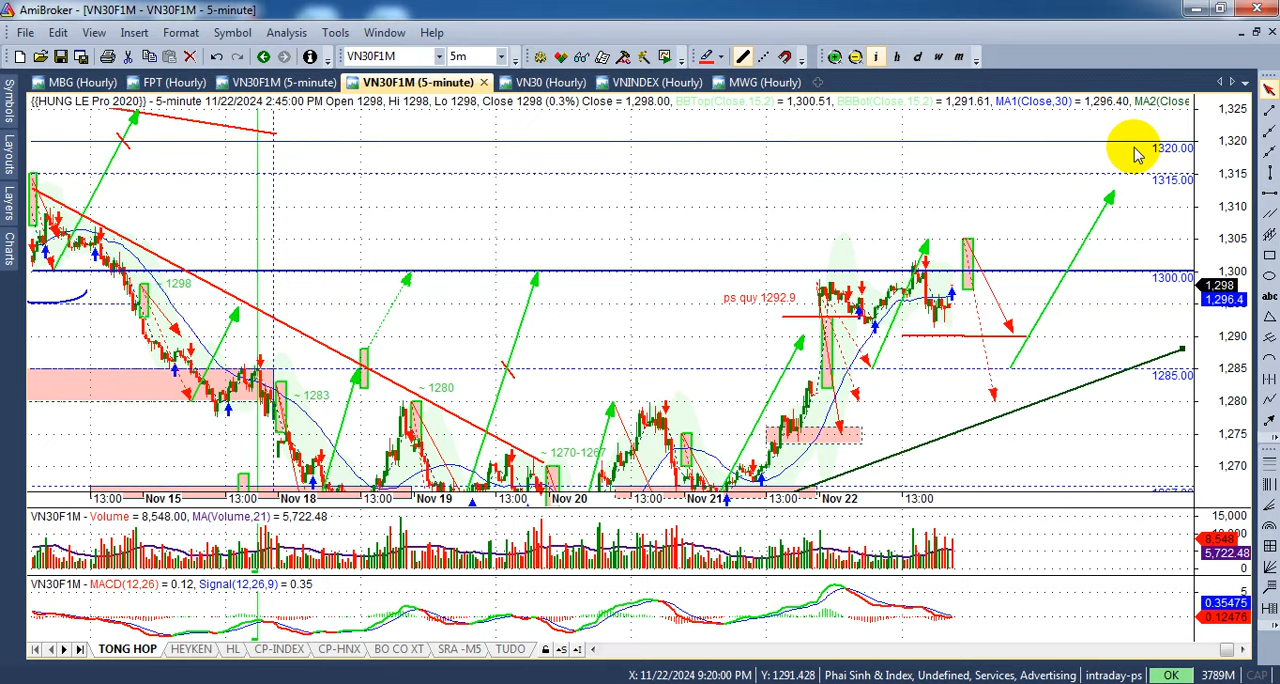 AmiBroker - [VN30F1M - VN30F1M - 5-minute]
File Edit View Insert Format Symbol Analysis Tools Window Help
VN30F1M 5m i h d w m
MBG (Hourly) FPT (Hourly) VN30F1M (5-minute) VN30F1M (5-minute) VN30 (Hourly) VNINDEX (Hourly) MWG (Hourly)
Symbols
Layouts
Layers
Charts
{{HUNG LE Pro 2020}} - 5-minute 11/22/2024 2:45:00 PM Open 1298, Hi 1298, Lo 1298, Close 1298 (0.3%) Close = 1,298.00, BBTop(Close,15,2) = 1,300.51, BBBot(Close,15,2) = 1,291.61, MA1(Close,30) = 1,296.40, MA2(Close
1,325
1,320
1320.00
1,315
1315.00
1,310
1,305
1,300
1300.00
1,298
1,296.4
1,290
1,285
1285.00
1,280
1,275
1,270
~ 1298
ps quy 1292.9
~ 1283
~ 1280
~ 1270-1267
13:00 Nov 15 13:00 Nov 18 13:00 Nov 19 13:00 Nov 20 13:00 Nov 21 13:00 Nov 22 13:00
VN30F1M - Volume = 8,548.00, MA(Volume,21) = 5,722.48
15,000
8,548
5,722.48
0
VN30F1M - MACD(12,26) = 0.12, Signal(12,26,9) = 0.35
5
0.35475
0.12476
TONG HOP HEYKEN HL CP-INDEX CP-HNX BO CO XT SRA -M5 TUDO
X: 11/22/2024 9:20:00 PM Y: 1291.428 Phai Sinh & Index, Undefined, Services, Advertising intraday-ps OK 3789M CAP